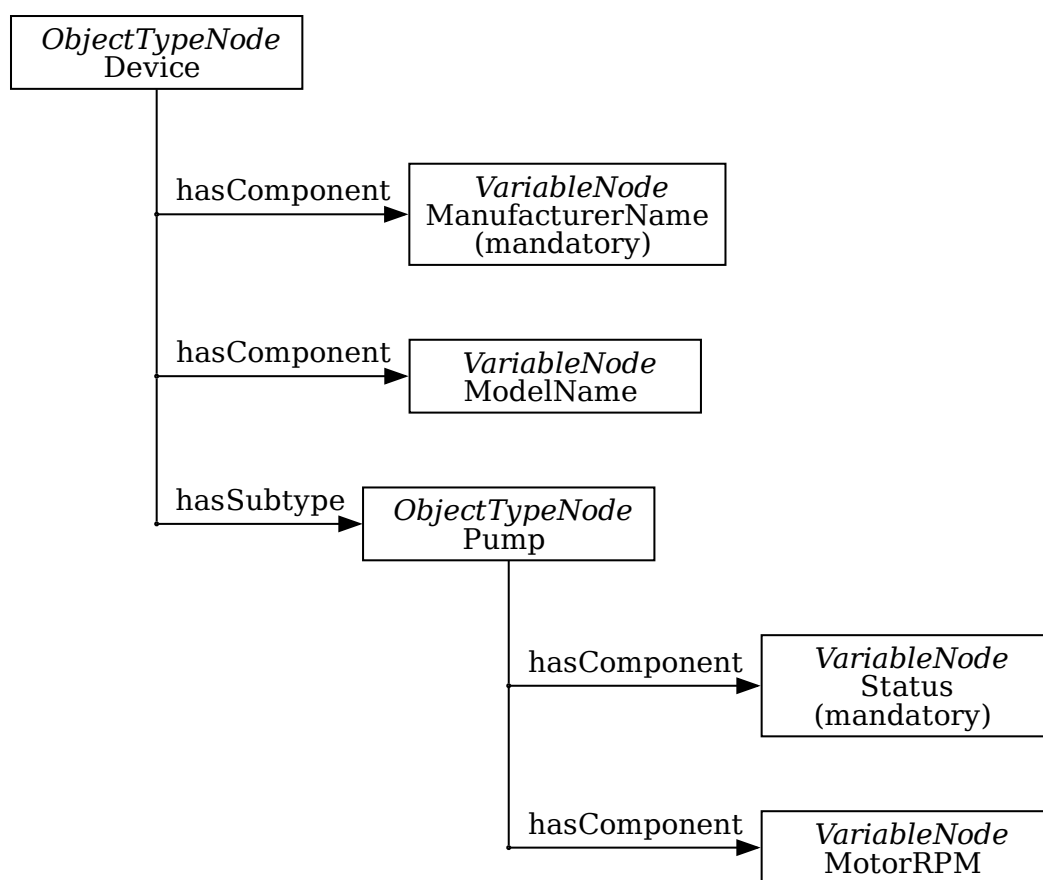 ObjectTypeNode
Device
hasComponent
VariableNode
ManufacturerName
(mandatory)
hasComponent
VariableNode
ModelName
hasSubtype
ObjectTypeNode
Pump
hasComponent
VariableNode
Status
(mandatory)
hasComponent
VariableNode
MotorRPM